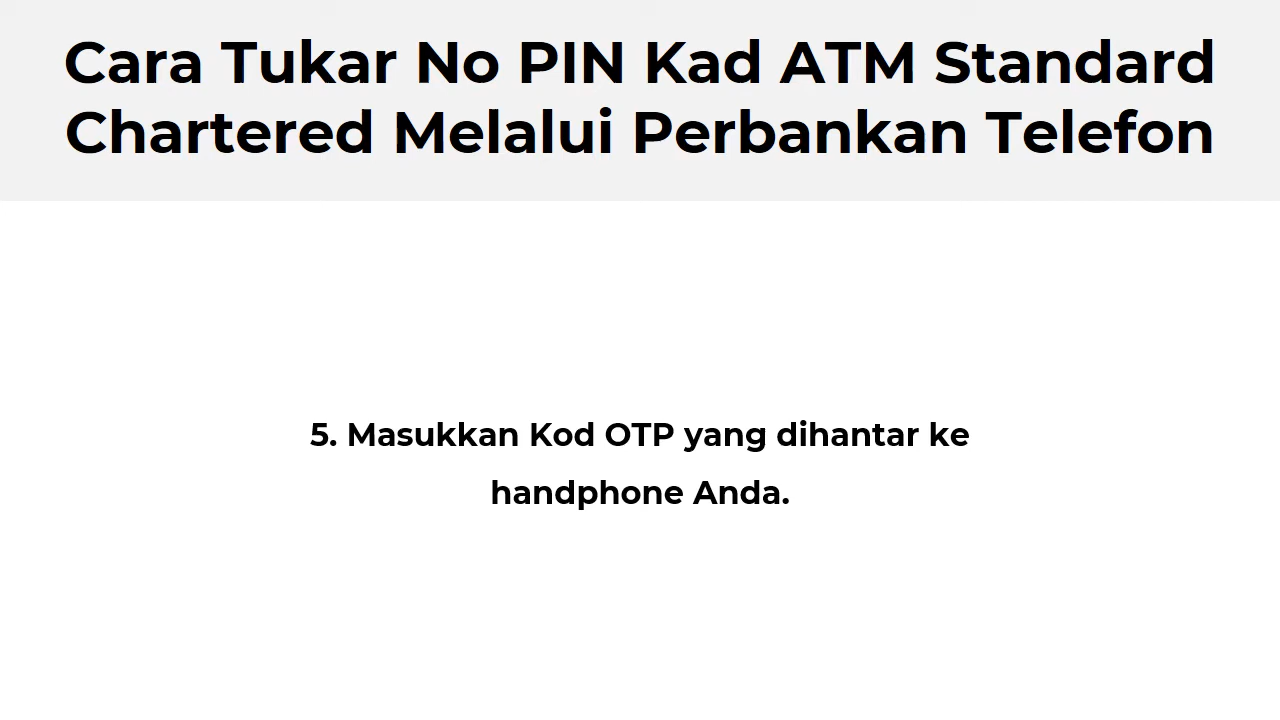 Cara Tukar No PIN Kad ATM Standard
Chartered Melalui Perbankan Telefon
5. Masukkan Kod OTP yang dihantar ke
handphone Anda.